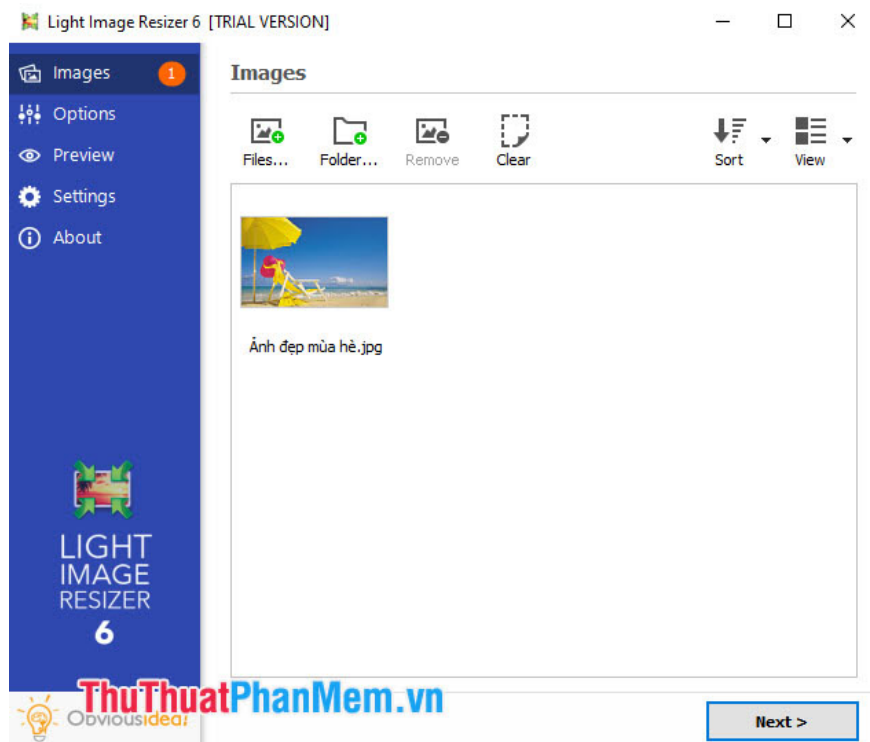 Light Image Resizer 6 [TRIAL VERSION]
Images 1
Options
Preview
Settings
About
Images
Files... Folder... Remove Clear Sort View
Ảnh đẹp mùa hè.jpg
LIGHT
IMAGE
RESIZER
6
ThuThuatPhanMem.vn
Obviousidea!
Next >